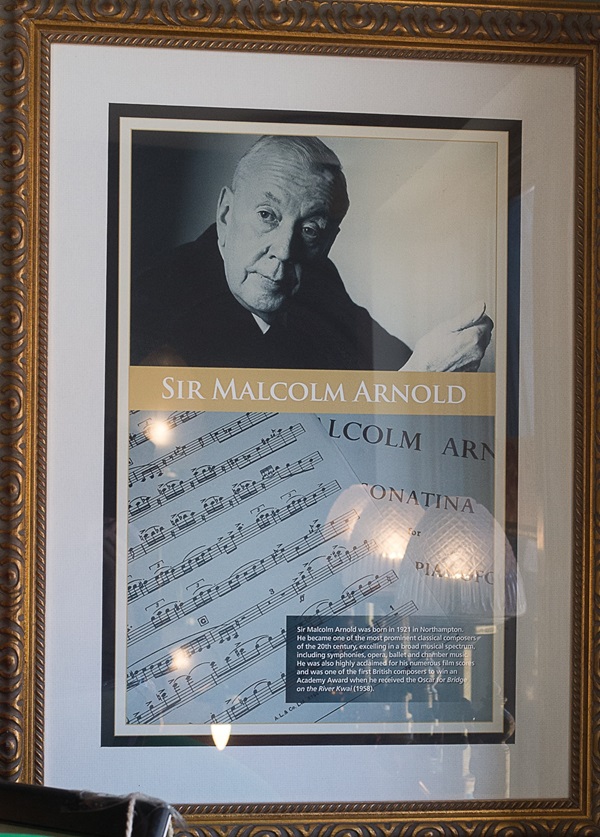 SIR MALCOLM ARNOLD
LCOLM ARN
SONATINA
for
Sir Malcolm Arnold was born in 1921 in Northampton.
He became one of the most prominent classical composers
of the 20th century, excelling in a broad musical spectrum,
including symphonies, opera, ballet and chamber music.
He was also highly acclaimed for his numerous film scores
and was one of the first British composers to win an
Academy Award when he received the Oscar for Bridge
on the River Kwai (1958).